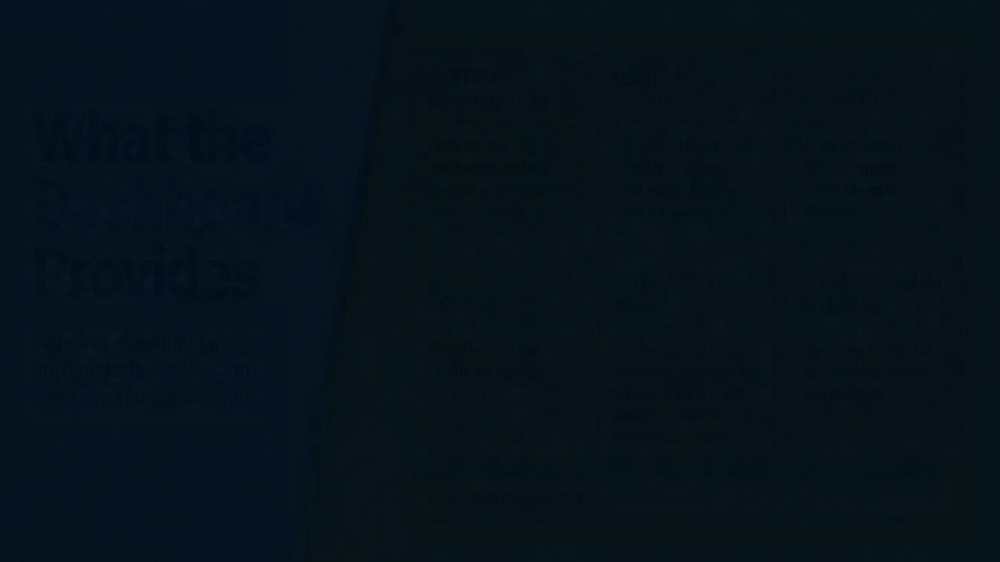 What the
Dashboard
Provides
Bringing essential Linux
administration tasks into
one terminal application.
SYSTEM
INFORMATION
View current user,
hostname, working
directory, date and time,
and disk usage.
USERS &
GROUPS
Display all users,
display all groups,
and search for a
specific user.
REPORTS
Store generated
system reports
inside the reports
directory.
BACKUPS
Store backup files
inside the backups
directory.
INTERACTIVE
MENU
Simple terminal
navigation, user-friendly
numbered options, and
pause functionality
between operations.
CLEAN TERMINAL
INTERFACE
Uses clear to keep the
dashboard organized
and readable.